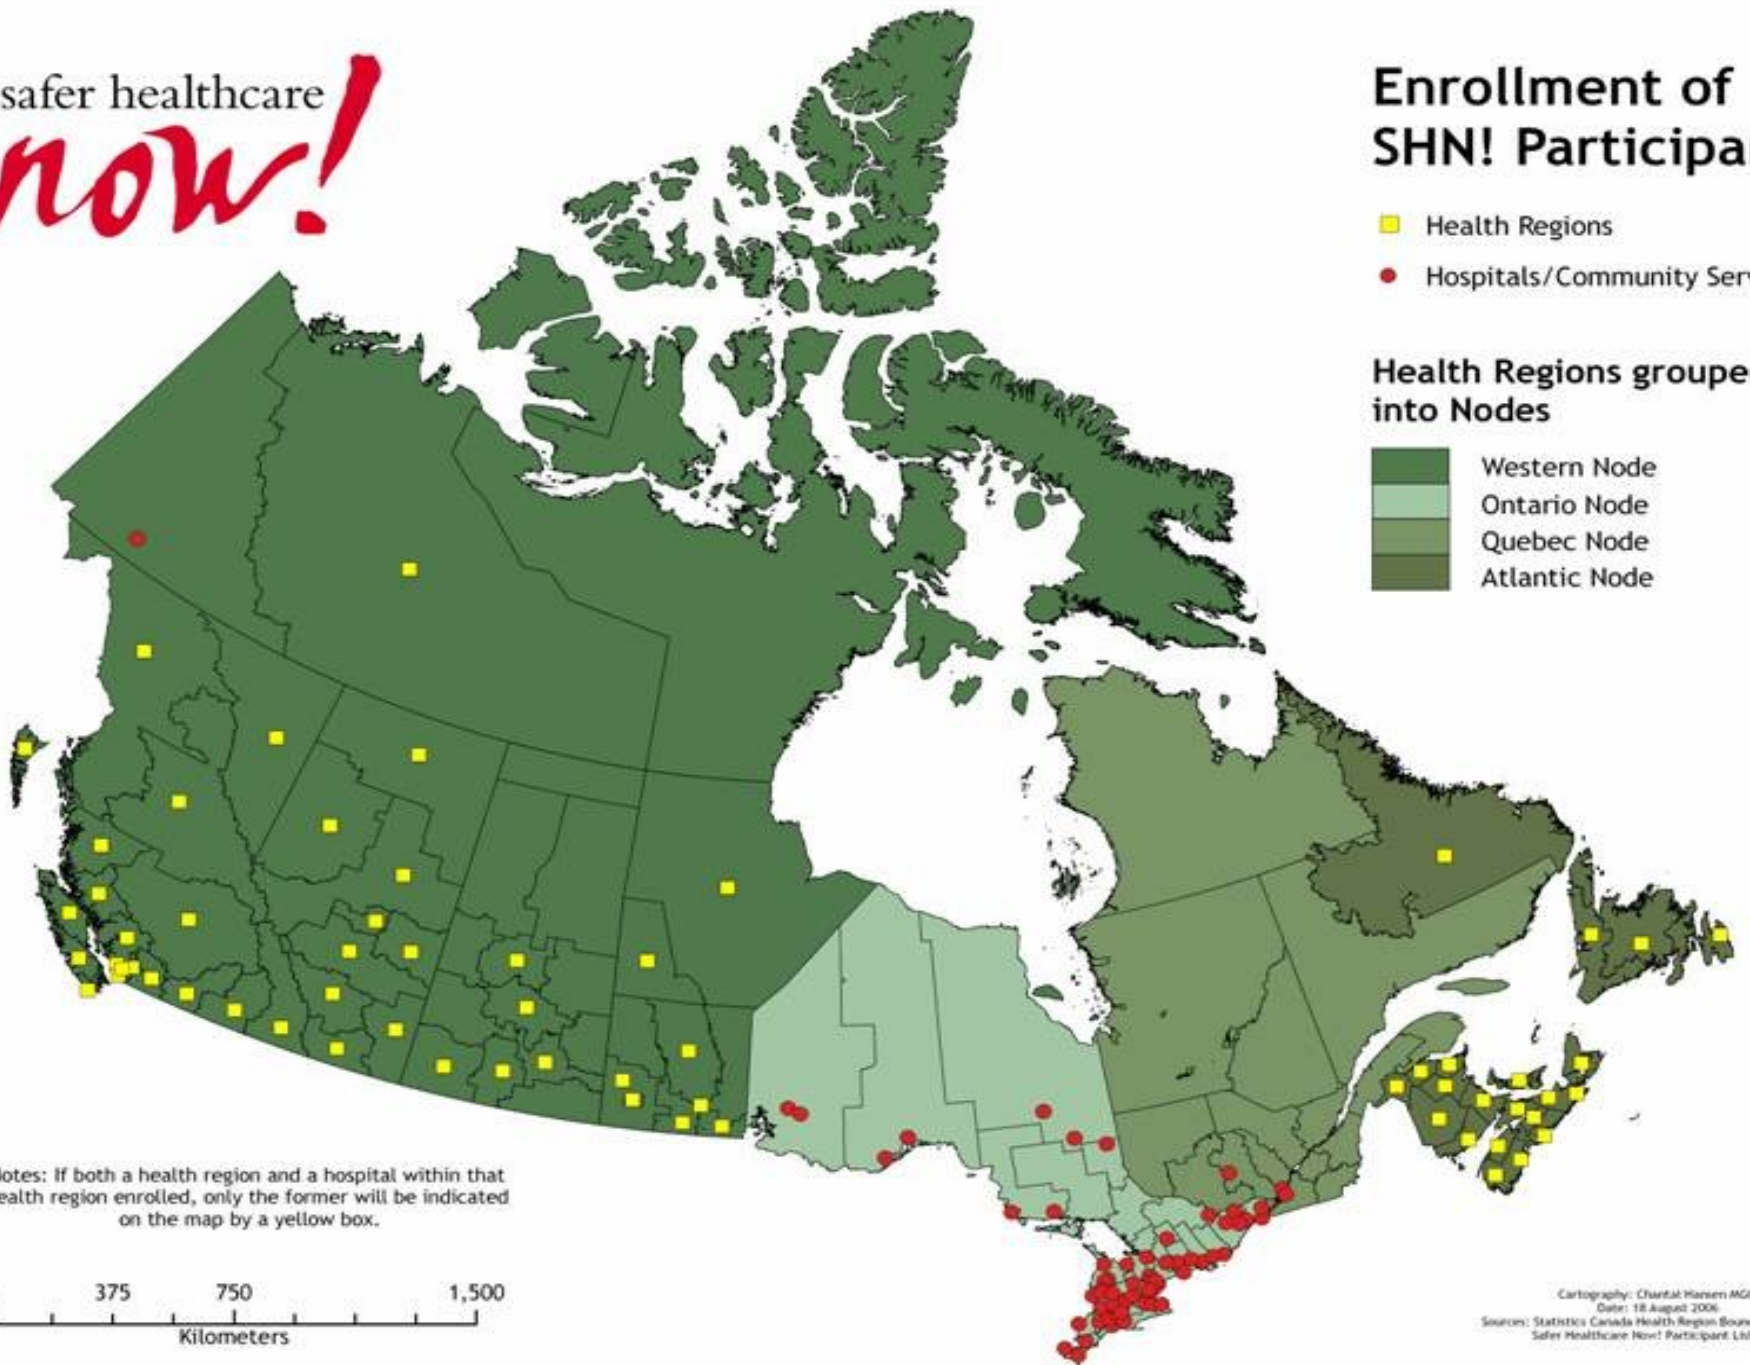 safer healthcare
now!
Enrollment of
SHN! Participa
Health Regions
Hospitals/Community Ser
Health Regions groupe
into Nodes
Western Node
Ontario Node
Quebec Node
Atlantic Node
otes: If both a health region and a hospital within that
ealth region enrolled, only the former will be indicated
on the map by a yellow box.
375 750 1,500
Kilometers
Cartography: Chantal Hansen
Date: 18 August 2006
Sources: Statistics Canada Health Region Boun
Safer Healthcare Now! Participant Lis